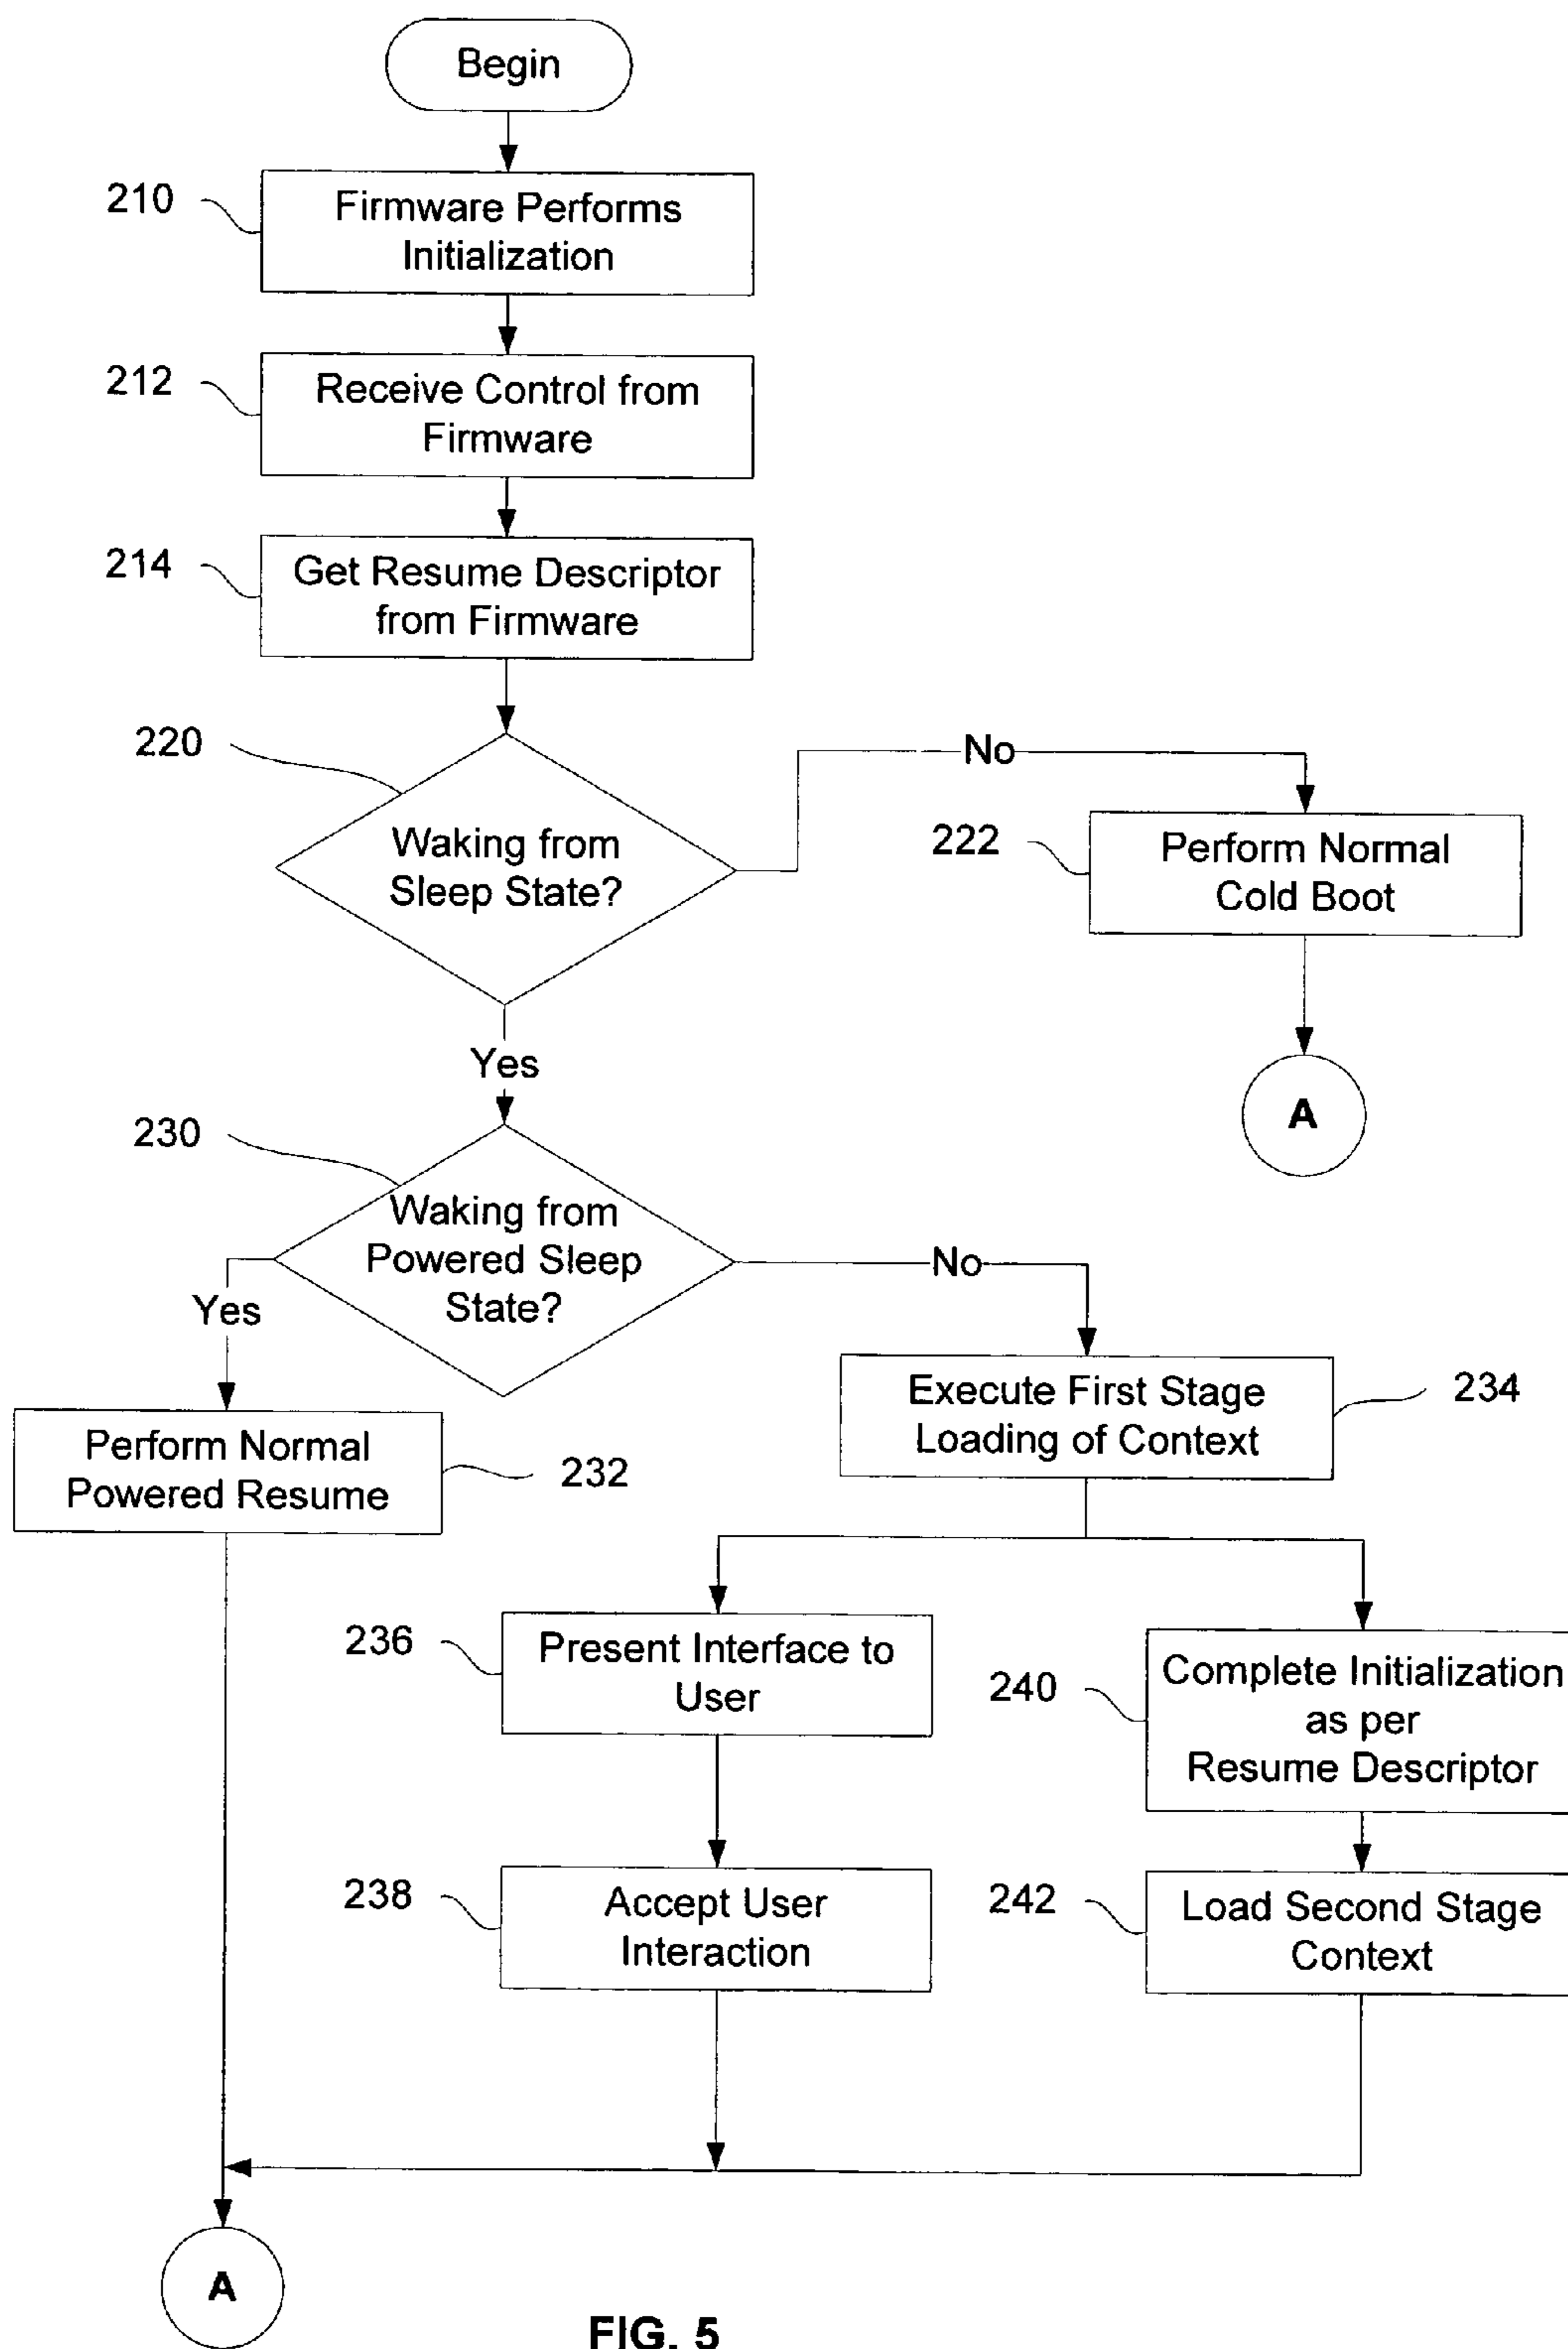 Begin
210
Firmware Performs
Initialization
212
Receive Control from
Firmware
214
Get Resume Descriptor
from Firmware
220
Waking from
Sleep State?
No
222
Perform Normal
Cold Boot
A
Yes
230
Waking from
Powered Sleep
State?
Yes
No
Perform Normal
Powered Resume
232
Execute First Stage
Loading of Context
234
236
Present Interface to
User
240
Complete Initialization
as per
Resume Descriptor
238
Accept User
Interaction
242
Load Second Stage
Context
A
FIG. 5